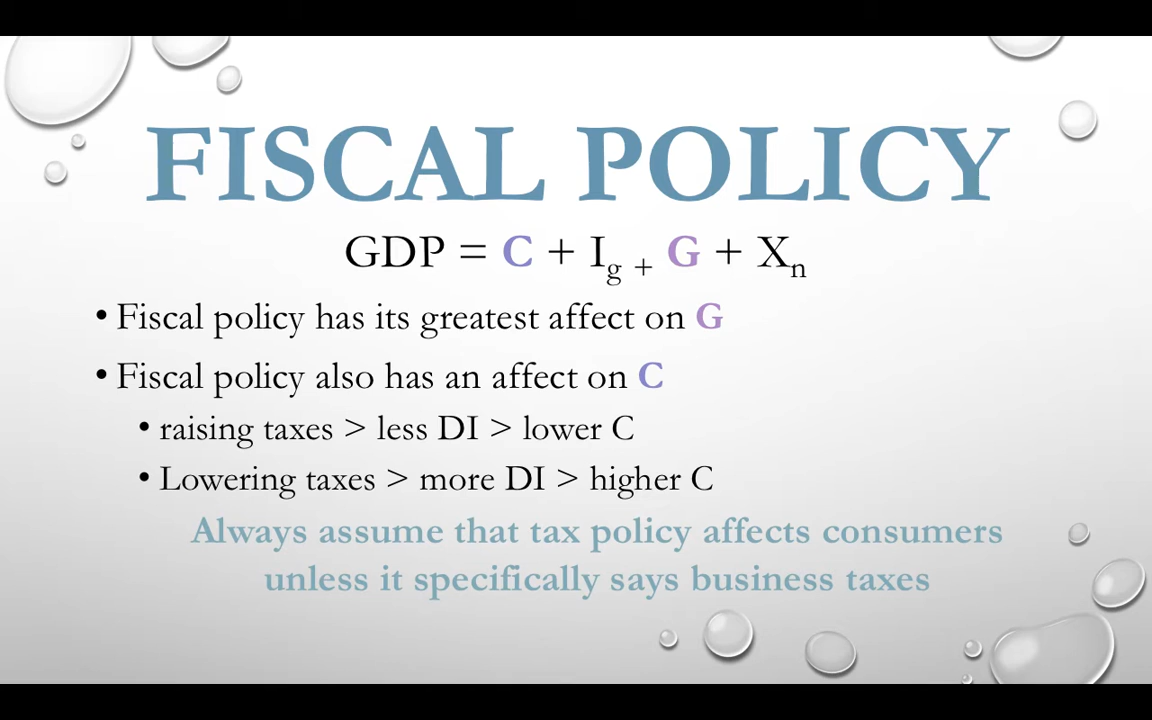 FISCAL POLICY
GDP = C + Ig + G + Xn
• Fiscal policy has its greatest affect on G
• Fiscal policy also has an affect on C
• raising taxes > less DI > lower C
• Lowering taxes > more DI > higher C
Always assume that tax policy affects consumers
unless it specifically says business taxes